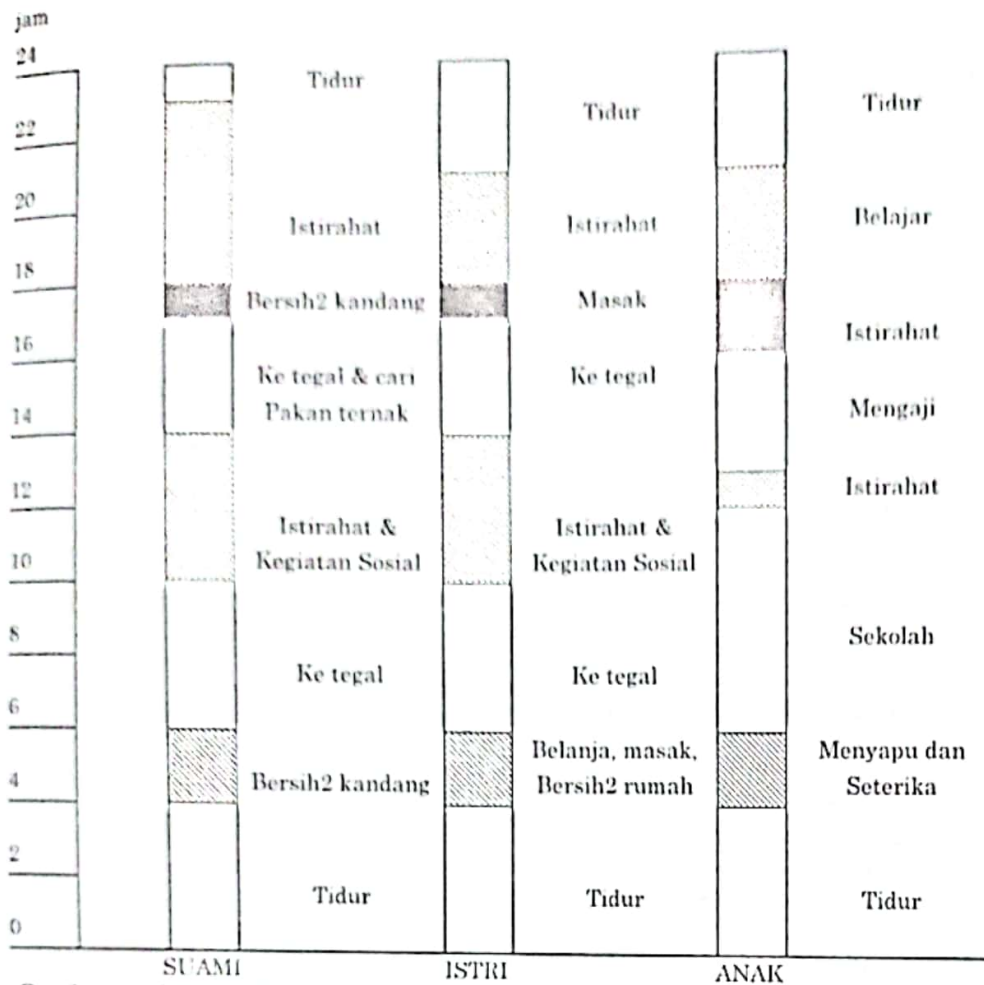 jam
24
22
20
18
16
14
12
10
8
6
4
2
0
Tidur
Istirahat
Bersih2 kandang
Ke tegal & cari
Pakan ternak
Istirahat &
Kegiatan Sosial
Ke tegal
Bersih2 kandang
Tidur
SUAMI
Tidur
Istirahat
Masak
Ke tegal
Istirahat &
Kegiatan Sosial
Ke tegal
Belanja, masak,
Bersih2 rumah
Tidur
ISTRI
Tidur
Belajar
Istirahat
Mengaji
Istirahat
Sekolah
Menyapu dan
Seterika
Tidur
ANAK